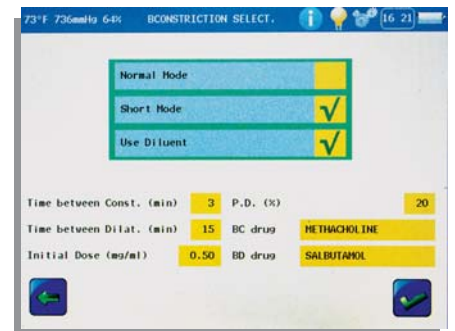 73°F 736mmHg 64% BCONSTRICTION SELECT. 16 21
Normal Mode
Short Mode √
Use Diluent √
Time between Const. (min) 3 P.D. (%) 20
Time between Dilat. (min) 15 BC drug METHACHOLINE
Initial Dose (mg/ml) 0.50 BD drug SALBUTAMOL